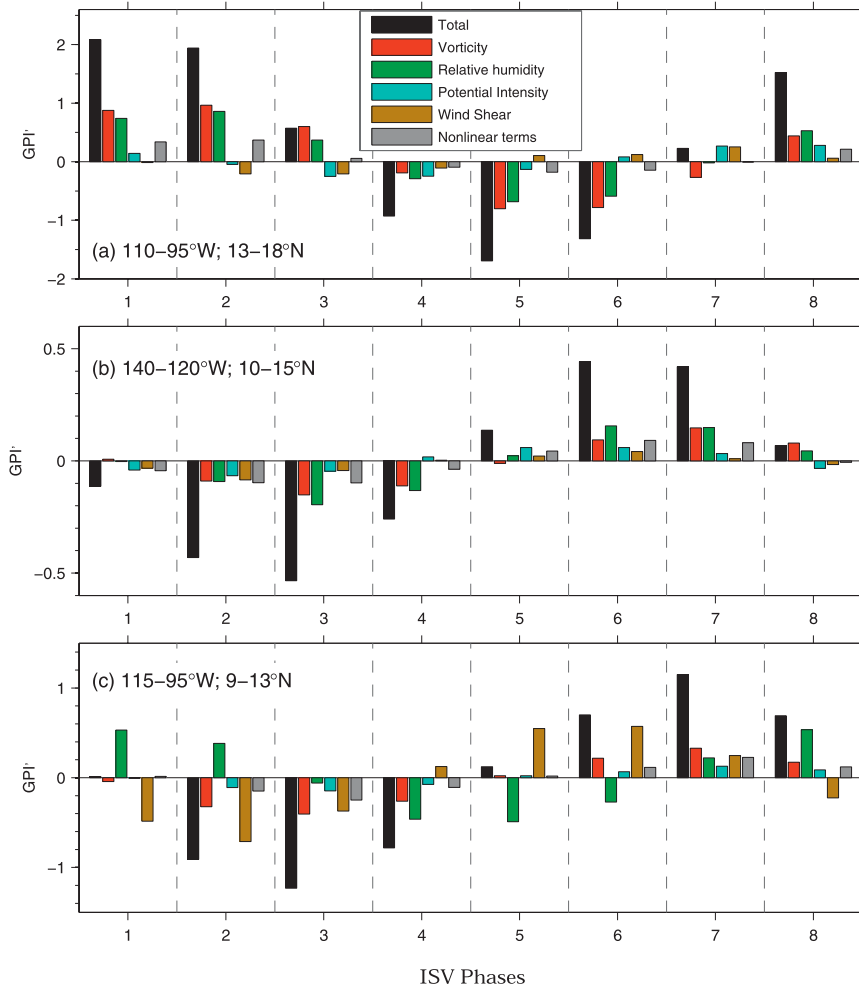 Total
Vorticity
Relative humidity
Potential Intensity
Wind Shear
Nonlinear terms
2
1
0
−1
−2
GPI'
(a) 110−95°W; 13−18°N
1 2 3 4 5 6 7 8
0.5
0
−0.5
GPI'
(b) 140−120°W; 10−15°N
1 2 3 4 5 6 7 8
1
0
−1
GPI'
(c) 115−95°W; 9−13°N
1 2 3 4 5 6 7 8
ISV Phases